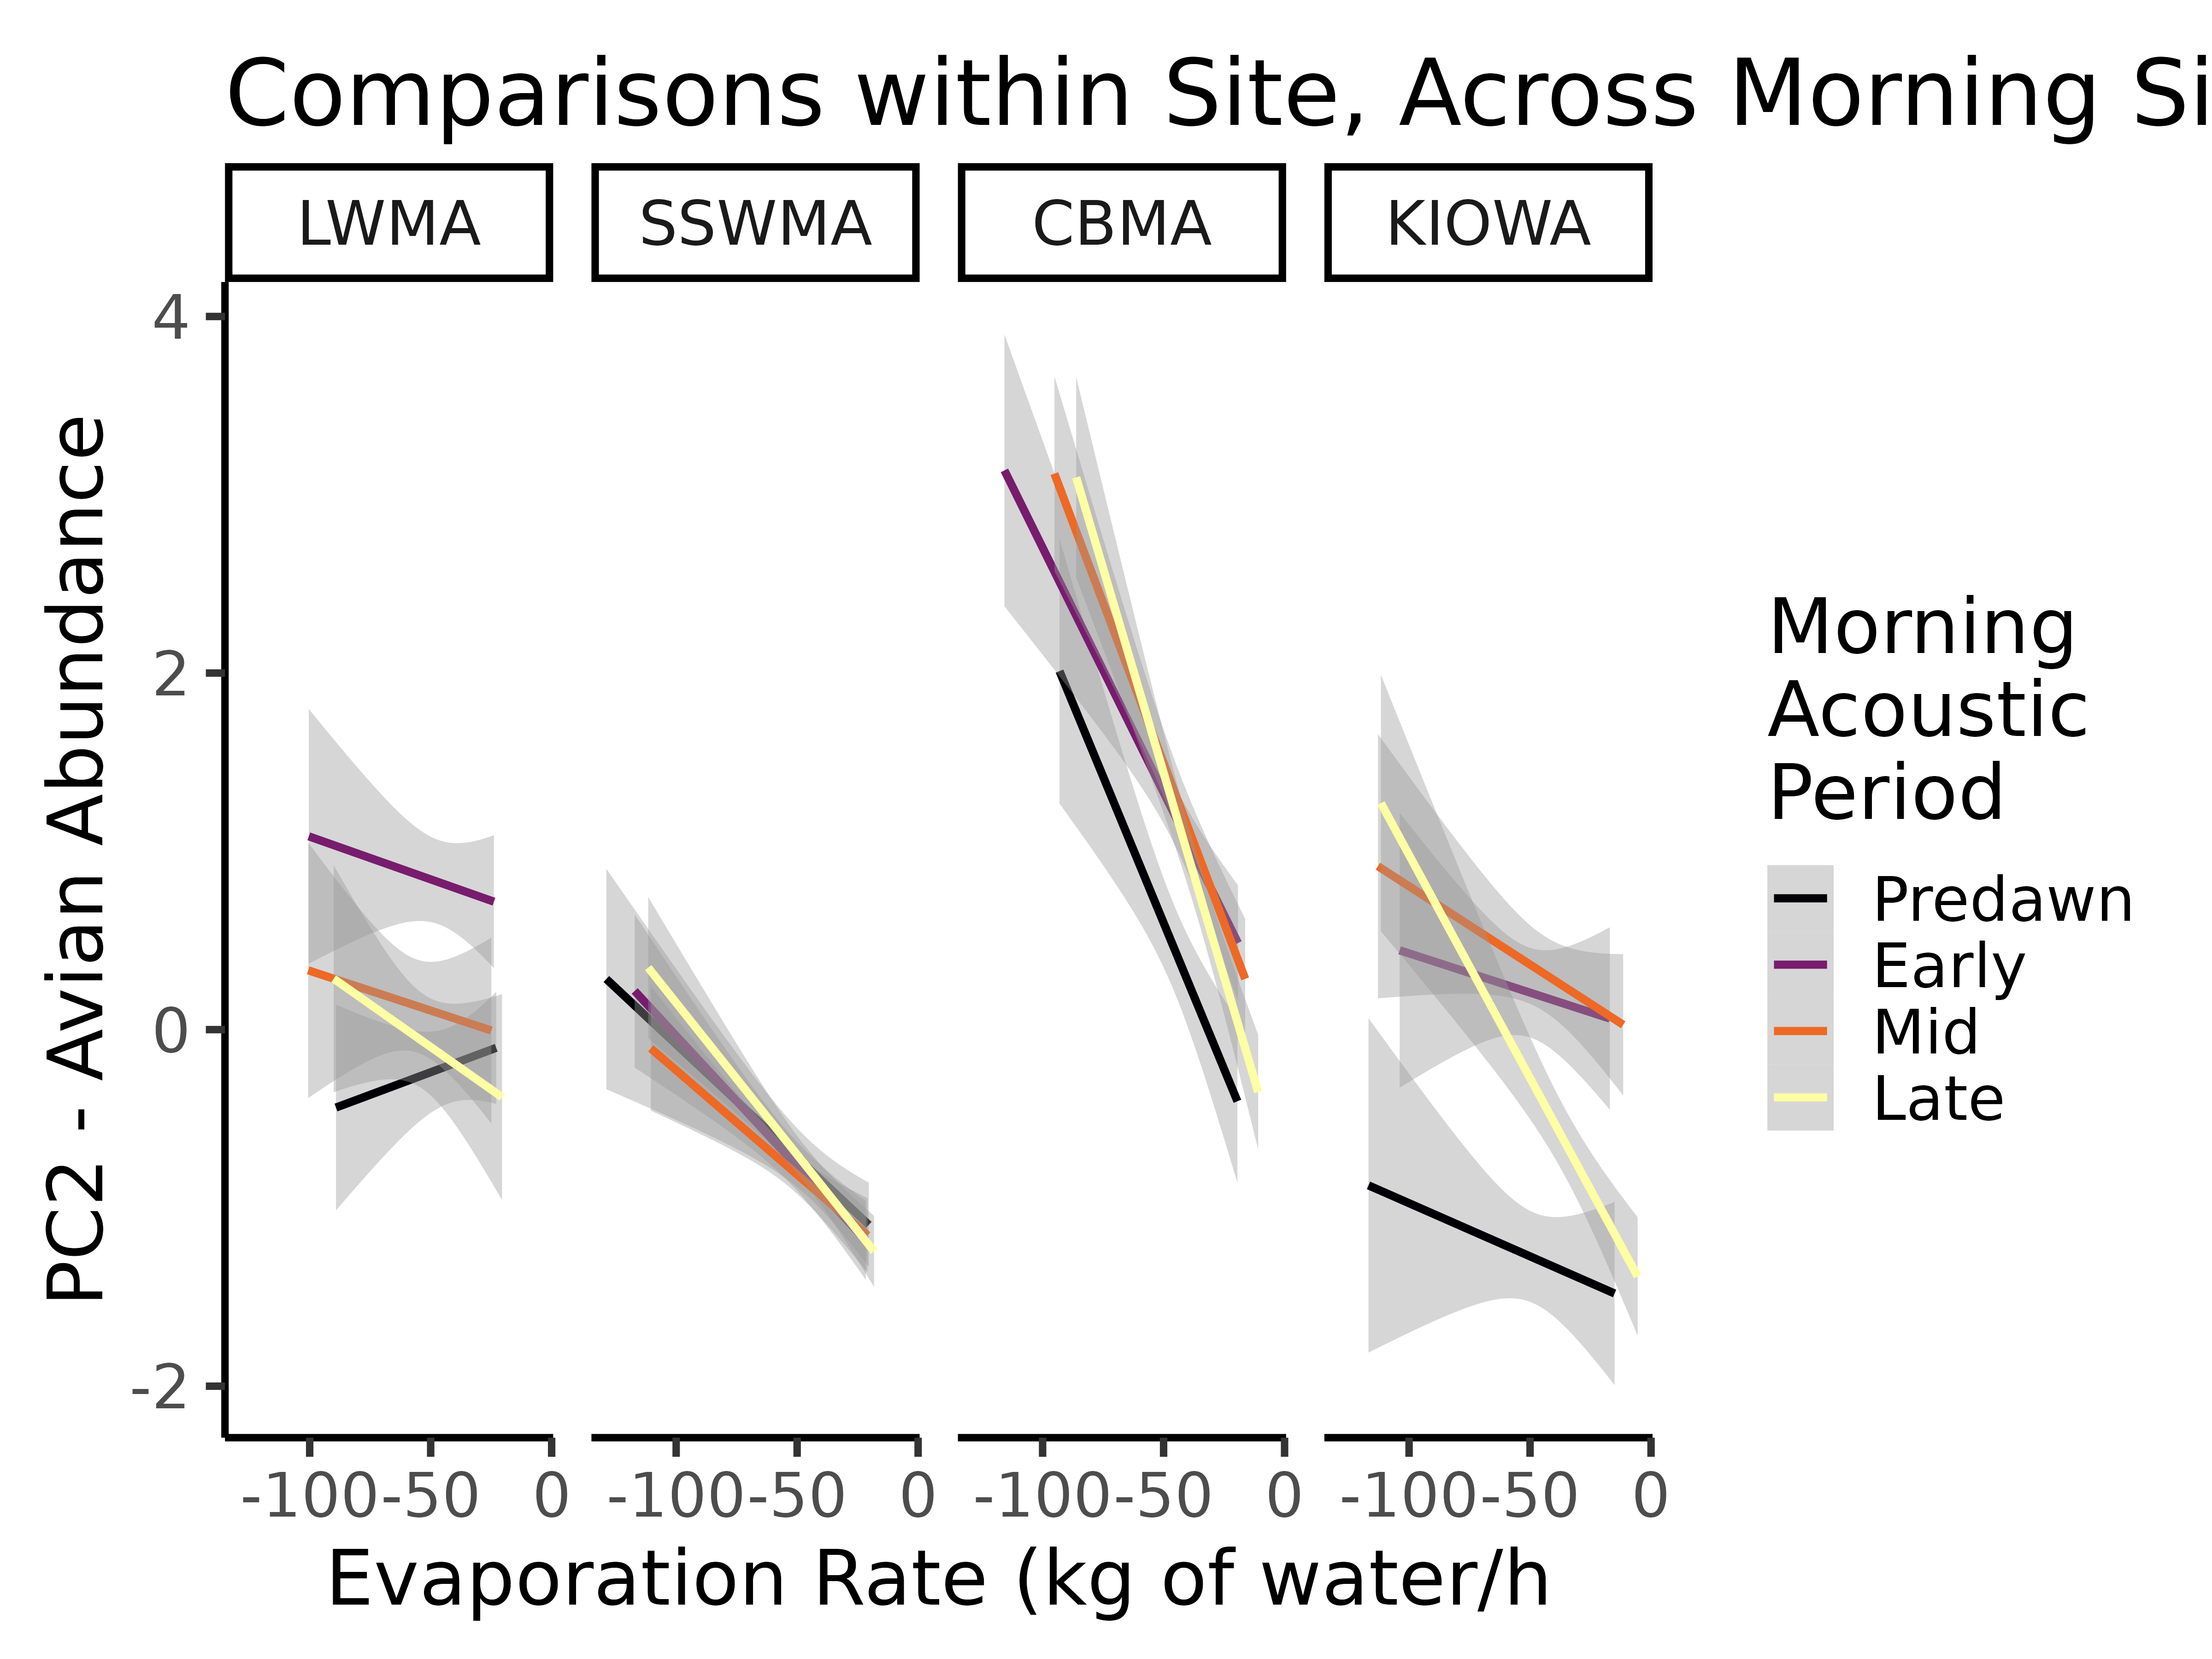 Comparisons within Site, Across Morning Si
LWMA SSWMA CBMA KIOWA
PC2 - Avian Abundance
4
2
0
-2
-100 -50 0 -100 -50 0 -100 -50 0 -100 -50 0
Evaporation Rate (kg of water/h
Morning
Acoustic
Period
Predawn
Early
Mid
Late